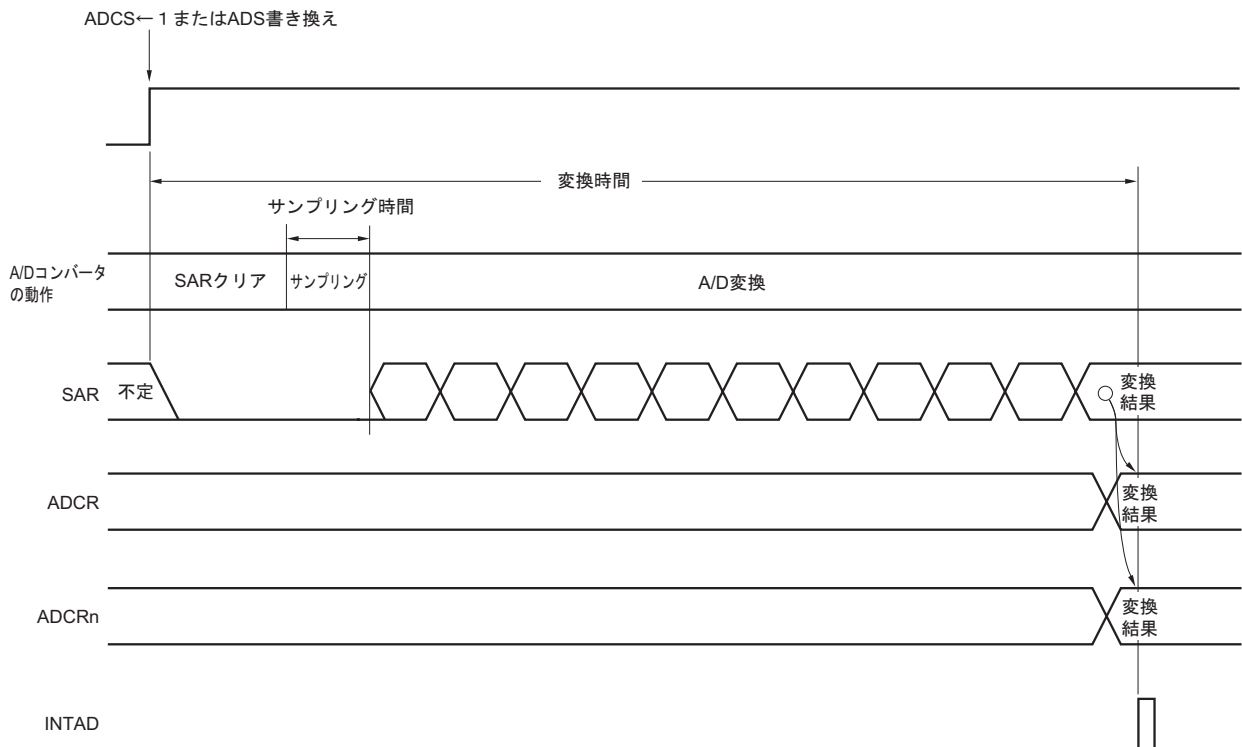 ADCS←1またはADS書き換え
変換時間
サンプリング時間
A/Dコンバータ
の動作
SARクリア
サンプリング
A/D変換
SAR
不定
変換
結果
ADCR
変換
結果
ADCRn
変換
結果
INTAD